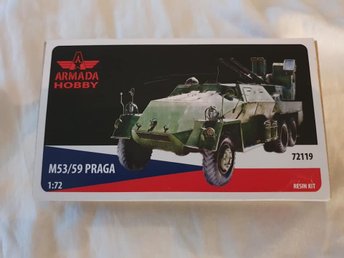 ARMADA
HOBBY
72119
M53/59 PRAGA
1:72
RESIN KIT